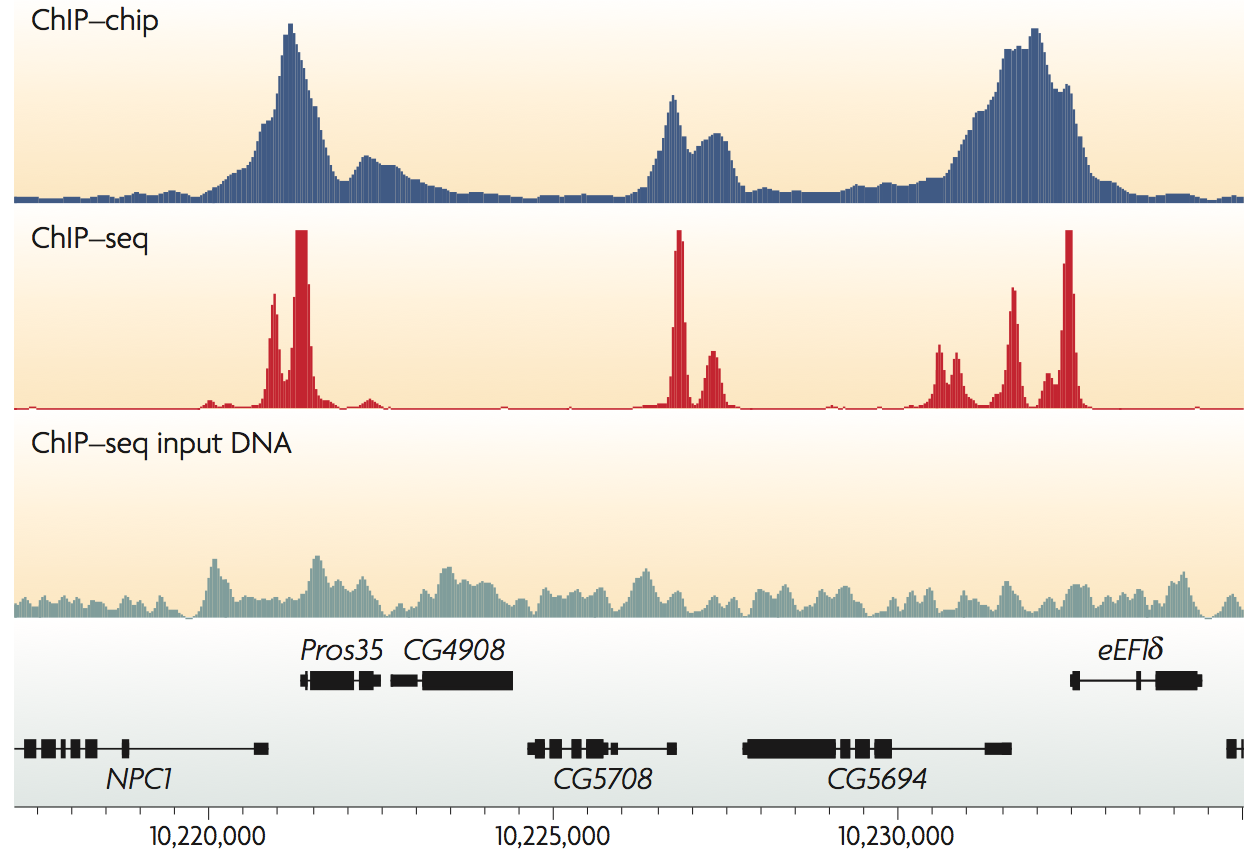 ChIP–chip
ChIP–seq
ChIP–seq input DNA
Pros35 CG4908 eEF1δ
NPC1 CG5708 CG5694
10,220,000 10,225,000 10,230,000